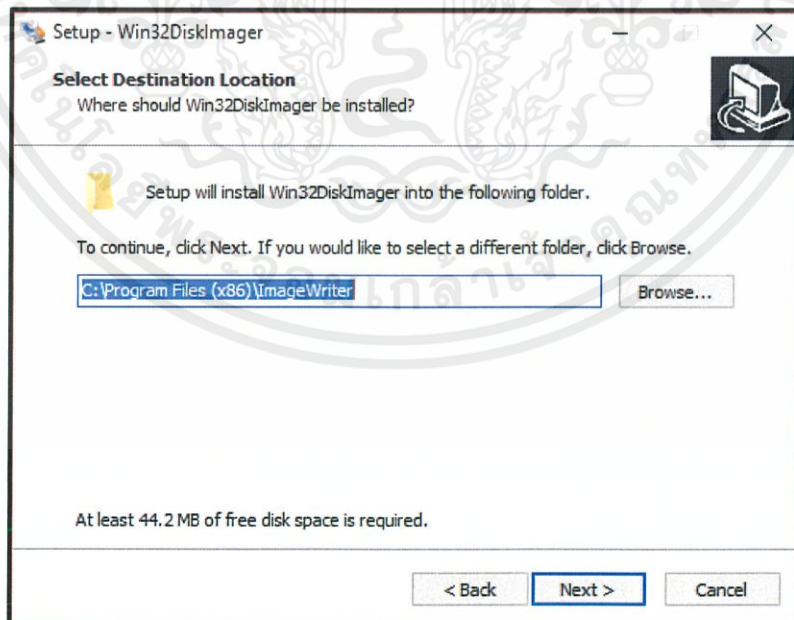 Setup - Win32DiskImager
Select Destination Location
Where should Win32DiskImager be installed?
Setup will install Win32DiskImager into the following folder.
To continue, click Next. If you would like to select a different folder, click Browse.
C:\Program Files (x86)\ImageWriter
Browse...
At least 44.2 MB of free disk space is required.
< Back
Next >
Cancel